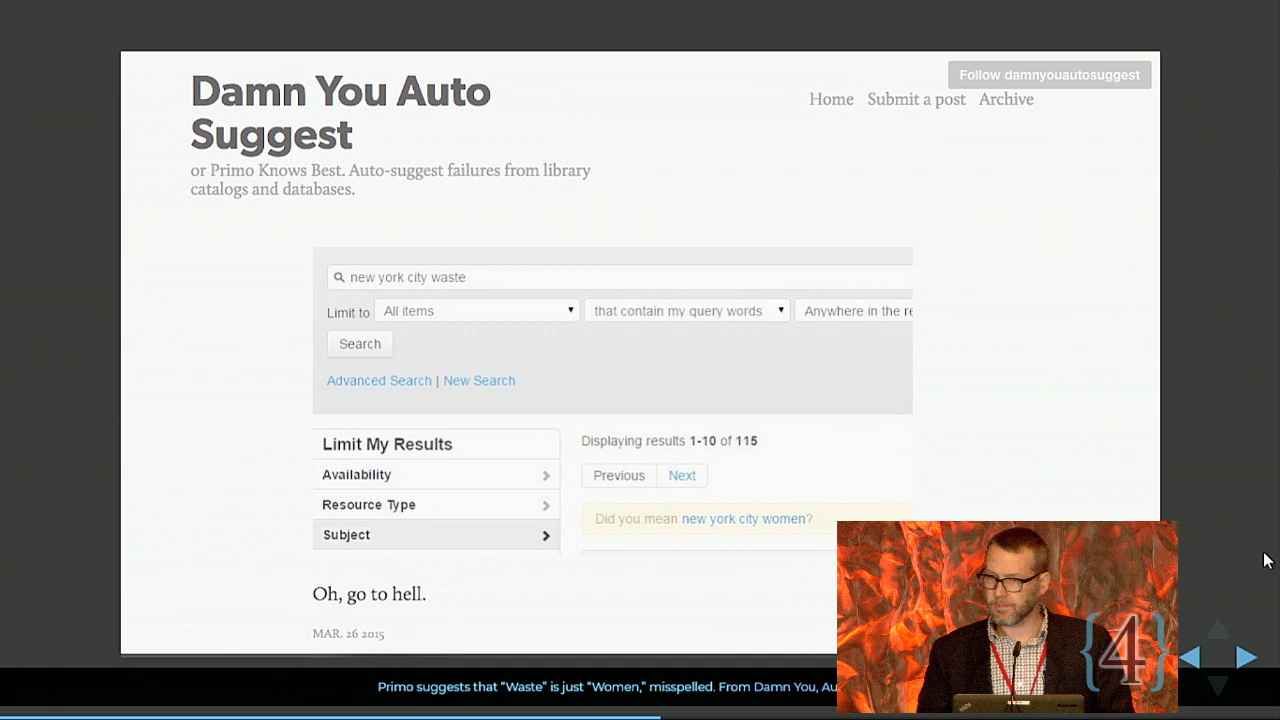 Damn You Auto
Suggest
Follow damnyouautosuggest
Home Submit a post Archive
or Primo Knows Best. Auto-suggest failures from library
catalogs and databases.
new york city waste
Limit to All items that contain my query words Anywhere in the re
Search
Advanced Search | New Search
Limit My Results
Availability
Resource Type
Subject
Displaying results 1-10 of 115
Previous Next
Did you mean new york city women?
Oh, go to hell.
MAR. 26 2015
{4}
Primo suggests that “Waste” is just “Women,” misspelled. From Damn You, Au